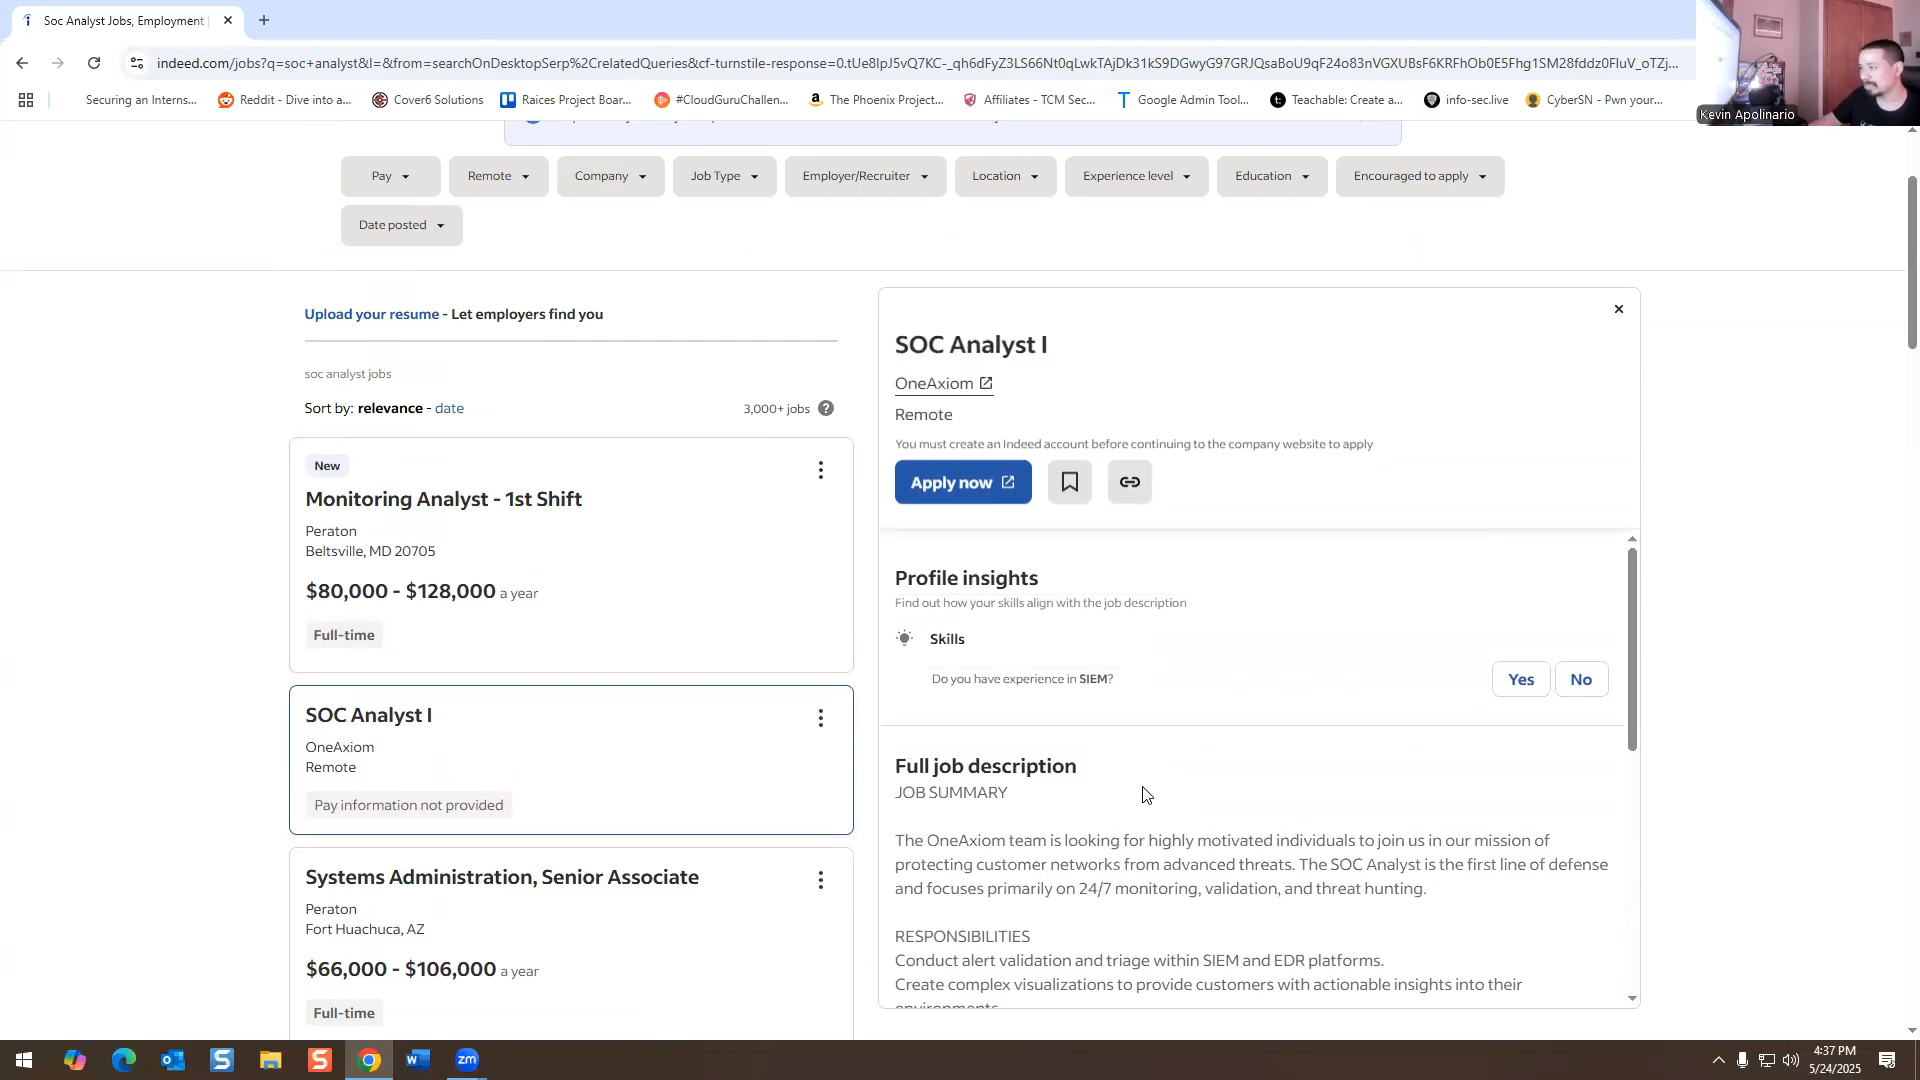 Soc Analyst Jobs, Employment
indeed.com/jobs?q=soc+analyst&l=&from=searchOnDesktopSerp%2CrelatedQueries&cf-turnstile-response=0.tUe8lpJ5vQ7KC-_qh6dFyZ3LS66Nt0qLwkTAjDk31kS9DGwyG97GRJQsaBoU9qF24o83nVGXUBsF6KRFhOb0E5Fhg1SM28fddz0FluV_oTZj...
Securing an Interns...
Reddit - Dive into a...
Cover6 Solutions
Raices Project Boar...
#CloudGuruChallen...
The Phoenix Project...
Affiliates - TCM Sec...
Google Admin Tool...
Teachable: Create a...
info-sec.live
CyberSN - Pwn your...
Kevin Apolinario
Pay
Remote
Company
Job Type
Employer/Recruiter
Location
Experience level
Education
Encouraged to apply
Date posted
Upload your resume - Let employers find you
soc analyst jobs
Sort by: relevance - date
3,000+ jobs
New
Monitoring Analyst - 1st Shift
Peraton
Beltsville, MD 20705
$80,000 - $128,000 a year
Full-time
SOC Analyst I
OneAxiom
Remote
Pay information not provided
Systems Administration, Senior Associate
Peraton
Fort Huachuca, AZ
$66,000 - $106,000 a year
Full-time
SOC Analyst I
OneAxiom
Remote
You must create an Indeed account before continuing to the company website to apply
Apply now
Profile insights
Find out how your skills align with the job description
Skills
Do you have experience in SIEM?
Yes
No
Full job description
JOB SUMMARY
The OneAxiom team is looking for highly motivated individuals to join us in our mission of
protecting customer networks from advanced threats. The SOC Analyst is the first line of defense
and focuses primarily on 24/7 monitoring, validation, and threat hunting.
RESPONSIBILITIES
Conduct alert validation and triage within SIEM and EDR platforms.
Create complex visualizations to provide customers with actionable insights into their
environments
4:37 PM
5/24/2025